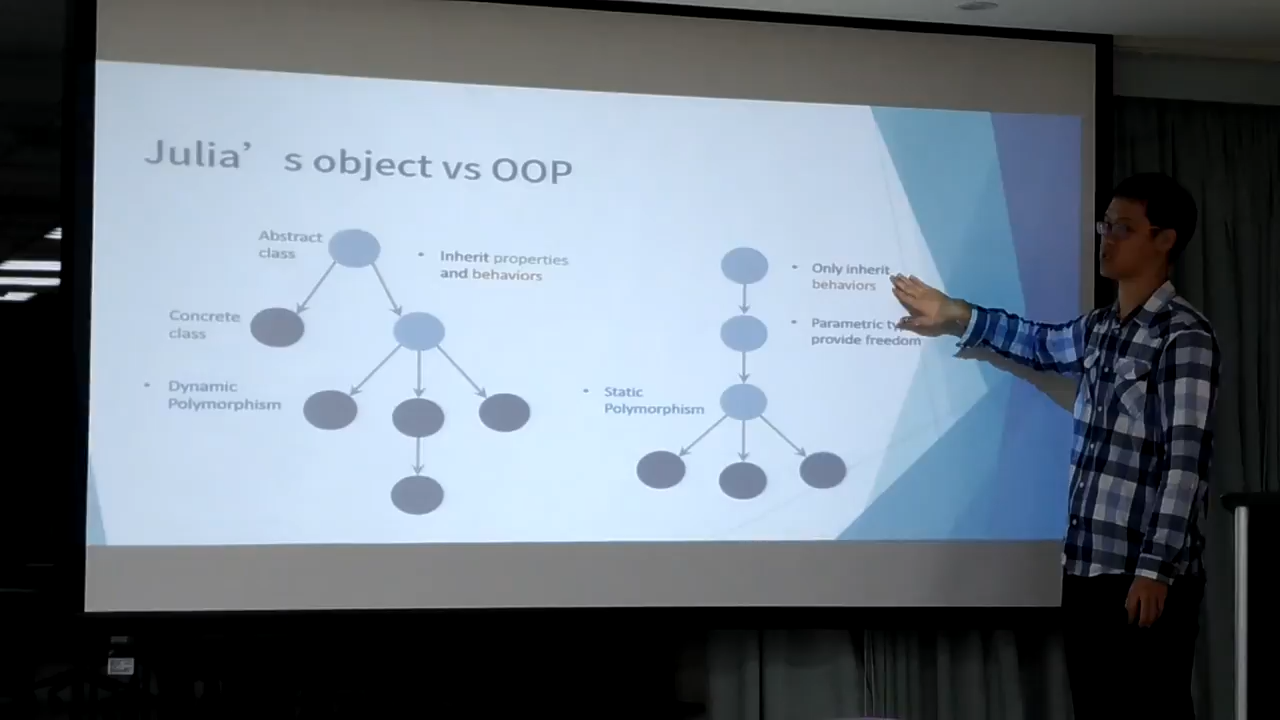 Julia’ s object vs OOP
Abstract
class
• Inherit properties
and behaviors
Concrete
class
• Dynamic
Polymorphism
• Only inherit
behaviors
• Parametric
provide freedom
• Static
Polymorphism